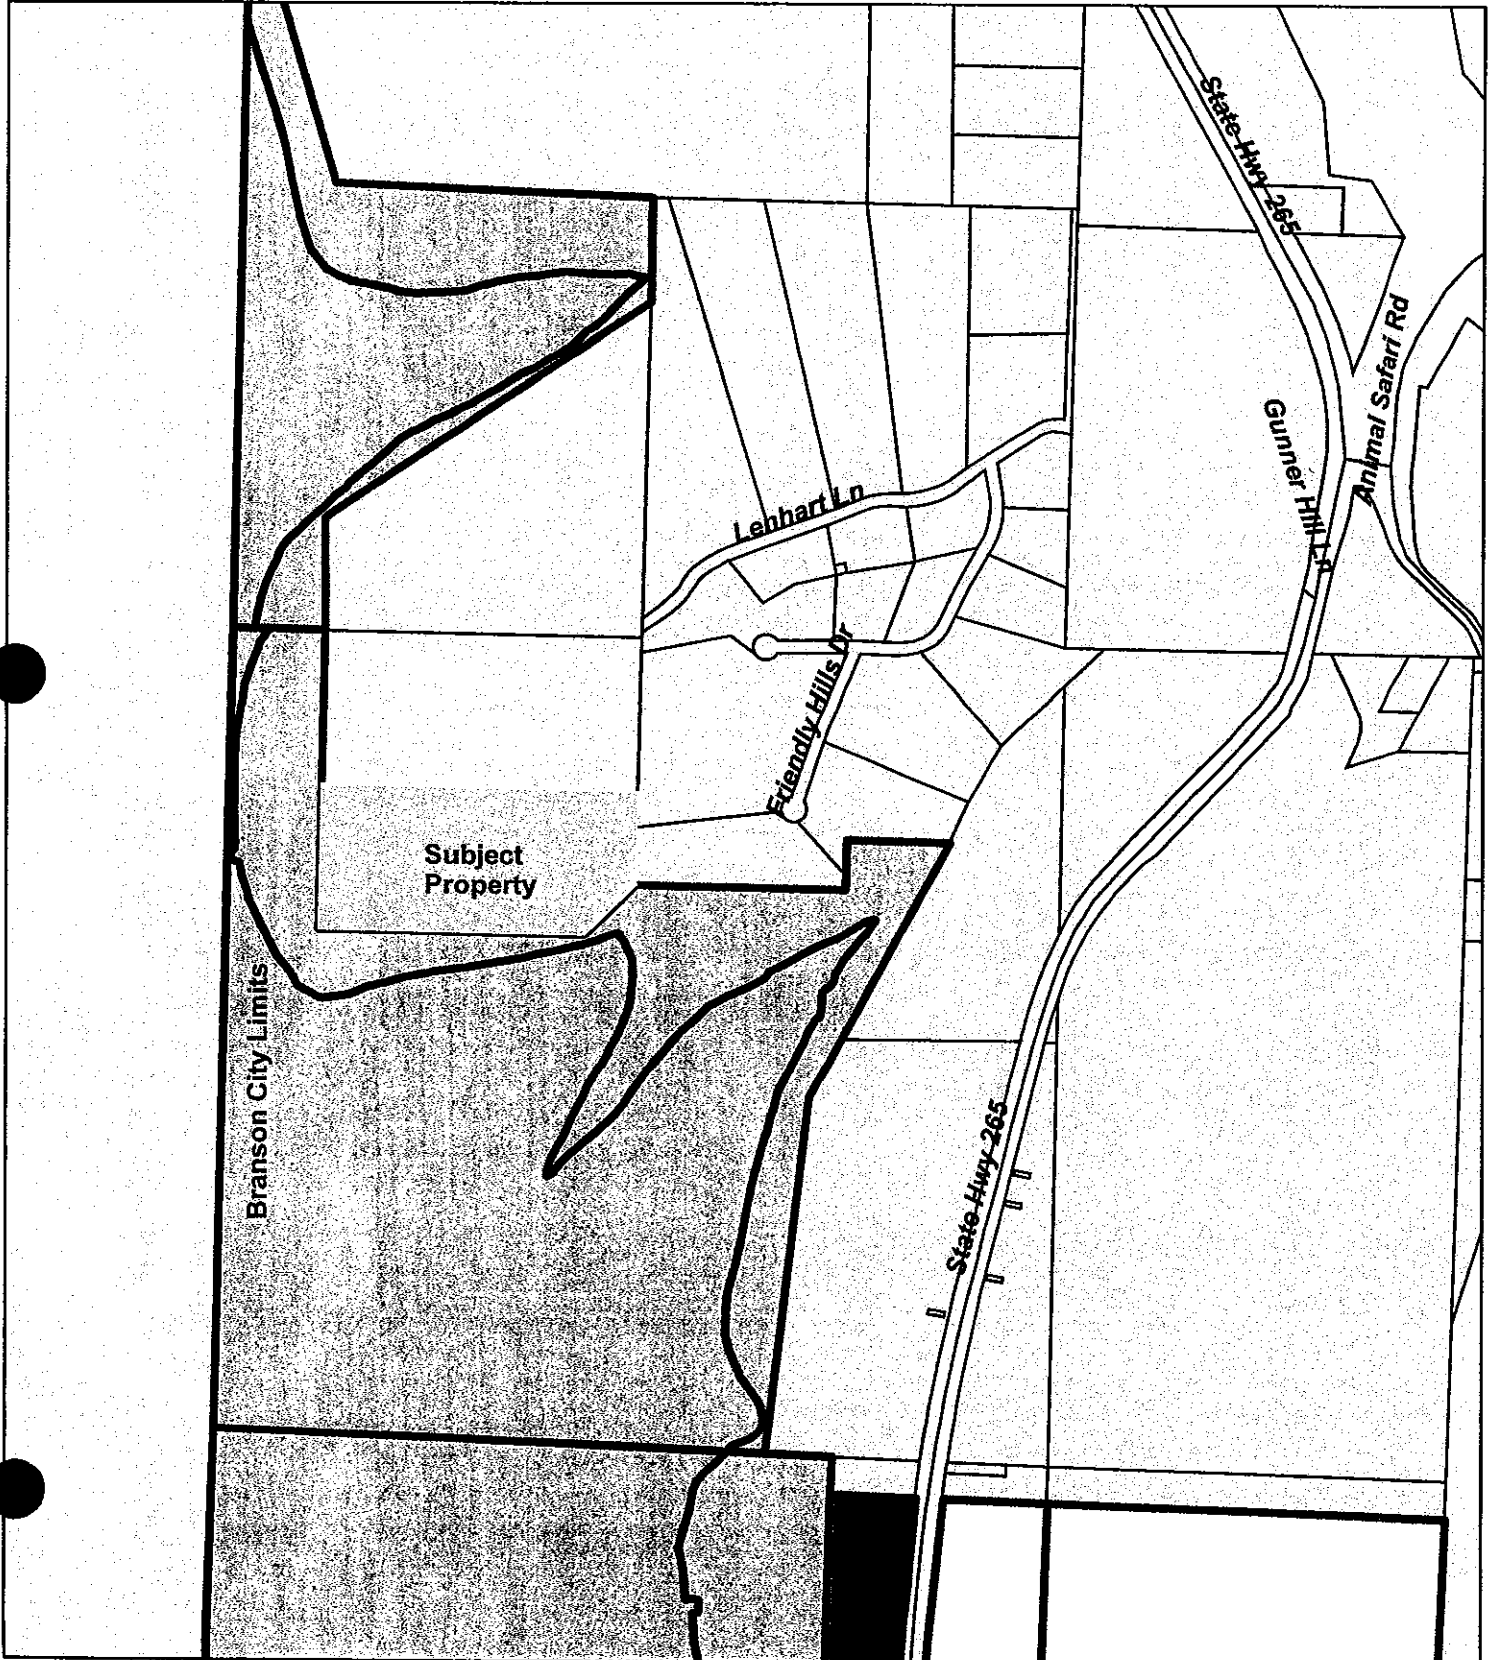 State Hwy 265
Animal Safari Rd
Gunner Hill Ln
Lenhart Ln
Friendly Hills Dr
Subject
Property
Branson City Limits
State Hwy 265